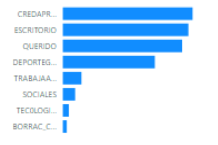 CREDAPR...
ESCRITORIO
QUERIDO
DEPORTEG...
TRABAJAA...
SOCIALES
TECOLOGI...
BORRAC_C...